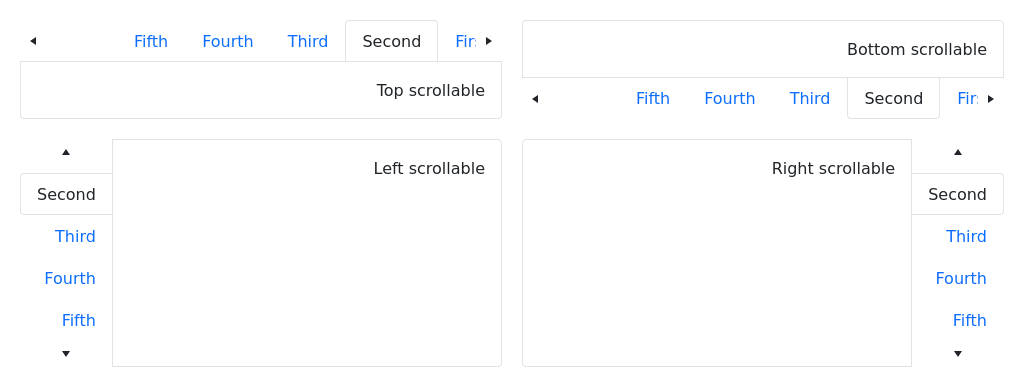 Fifth Fourth Third Second Fir
Top scrollable
Bottom scrollable
Fifth Fourth Third Second Fir
Second
Third
Fourth
Fifth
Left scrollable
Right scrollable
Second
Third
Fourth
Fifth